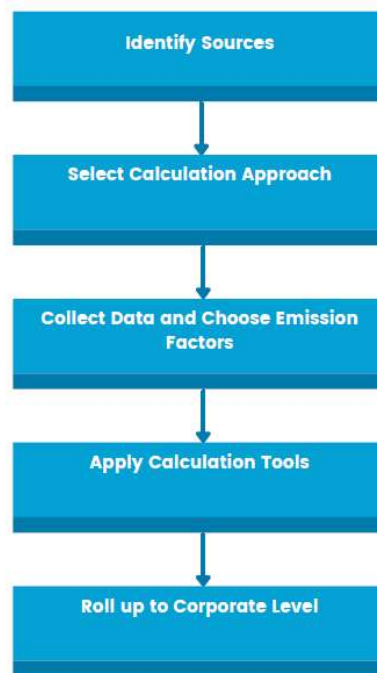 Identify Sources
Select Calculation Approach
Collect Data and Choose Emission
Factors
Apply Calculation Tools
Roll up to Corporate Level